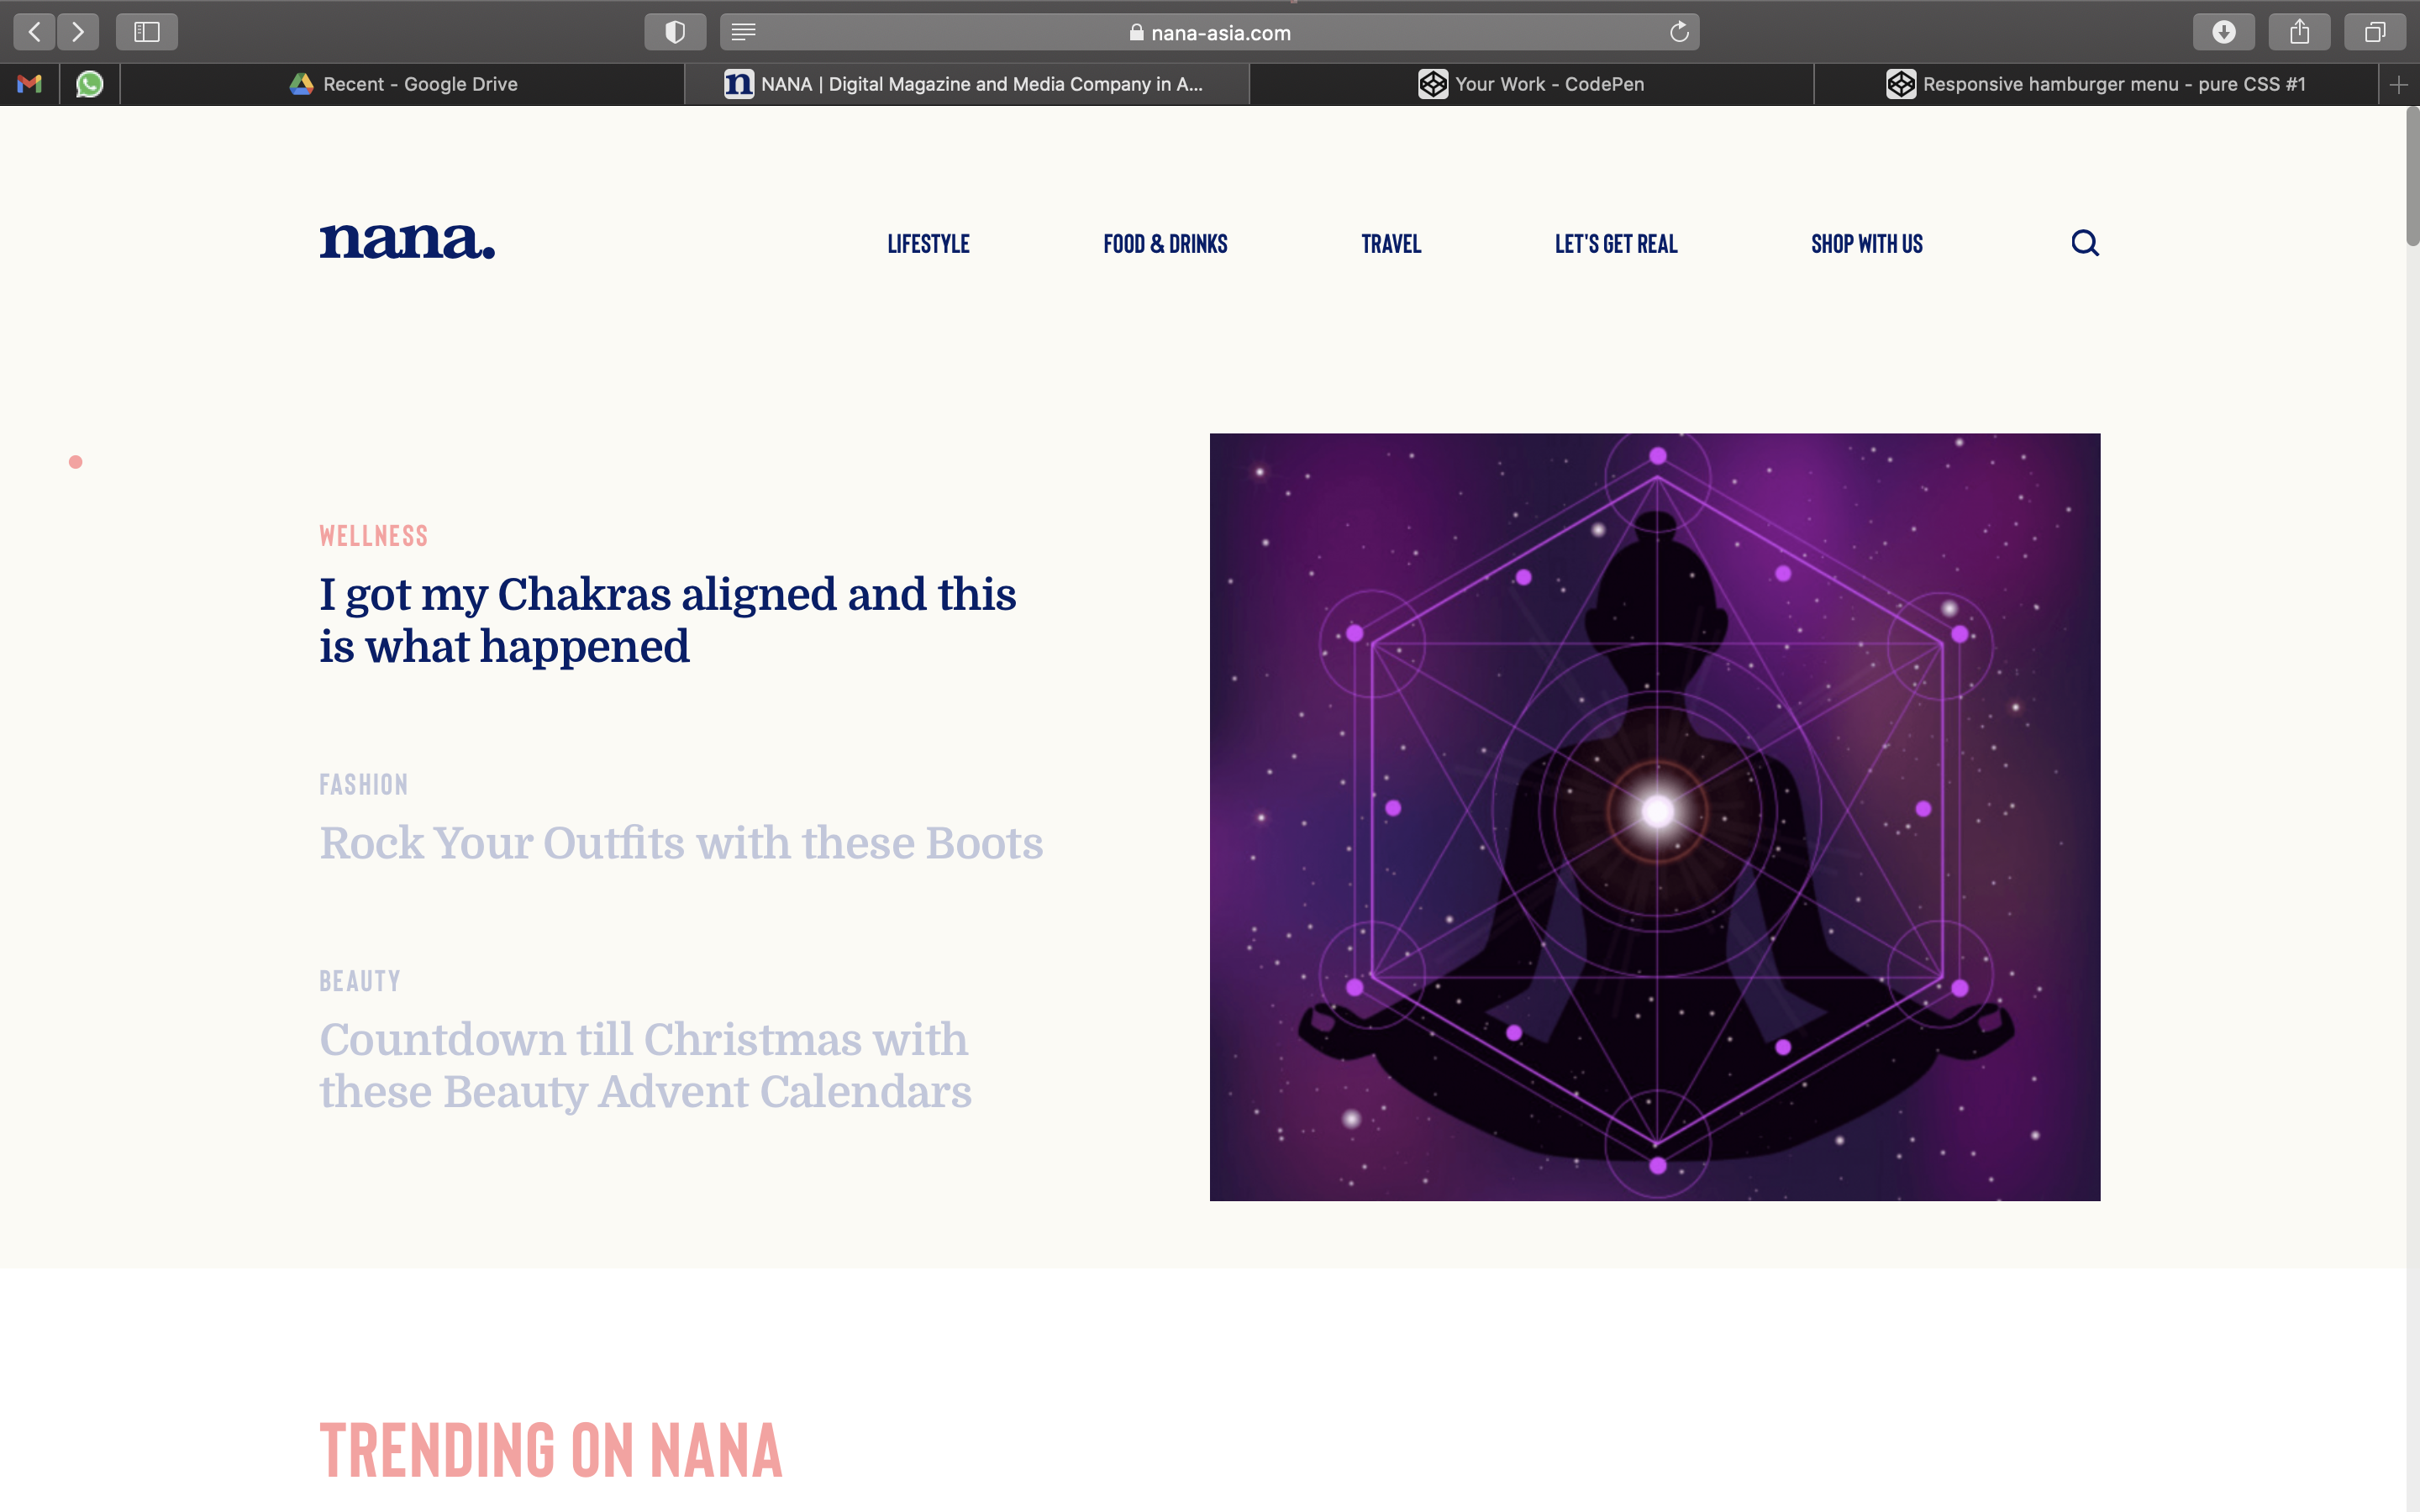 nana-asia.com
Recent - Google Drive
NANA | Digital Magazine and Media Company in A...
Your Work - CodePen
Responsive hamburger menu - pure CSS #1
nana.
LIFESTYLE
FOOD & DRINKS
TRAVEL
LET'S GET REAL
SHOP WITH US
WELLNESS
I got my Chakras aligned and this
is what happened
FASHION
Rock Your Outfits with these Boots
BEAUTY
Countdown till Christmas with
these Beauty Advent Calendars
TRENDING ON NANA